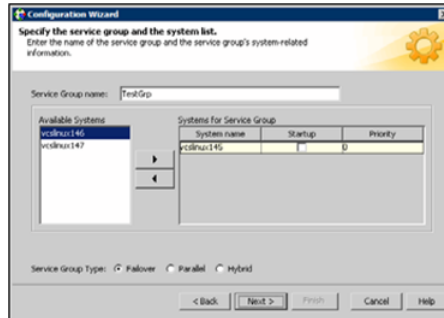 Configuration Wizard
Specify the service group and the system list.
Enter the name of the service group and the service group's system-related
information.
Service Group name: TestGrp
Available Systems
vcslinux146
vcslinux147
Systems for Service Group
System name Startup Priority
vcslinux145 0
Service Group Type: Failover Parallel Hybrid
< Back Next > Finish Cancel Help